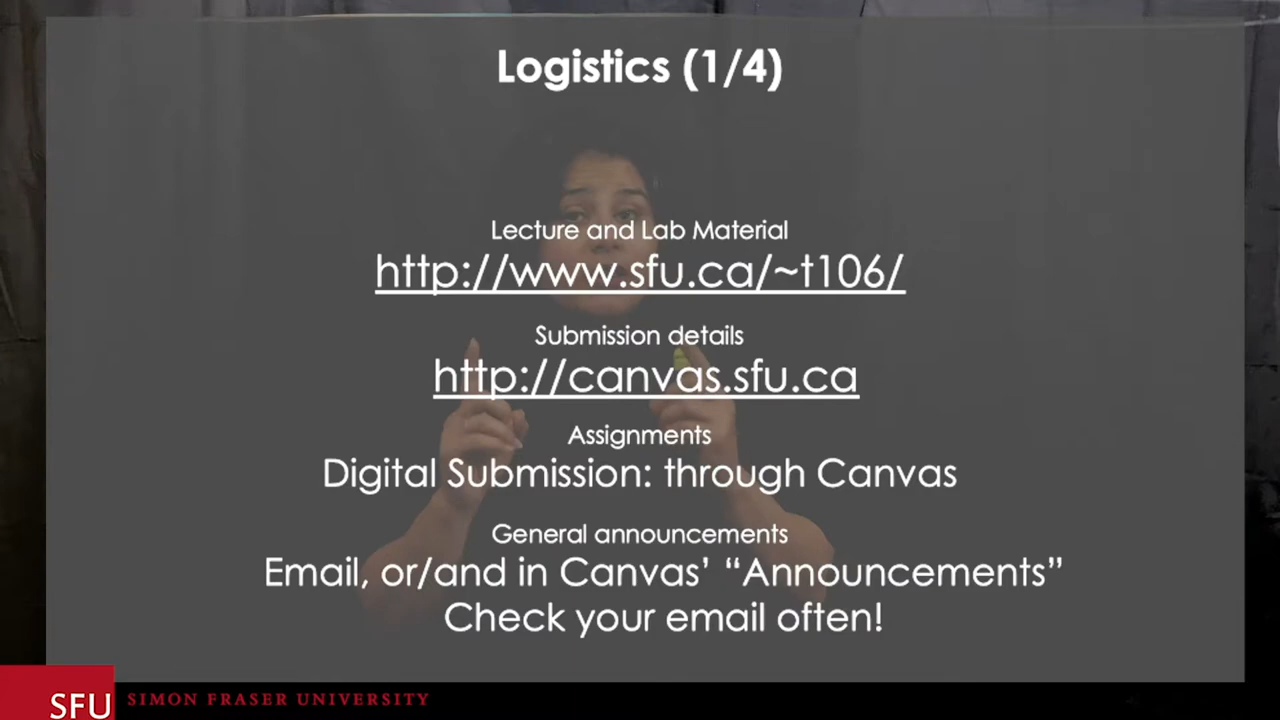 Logistics (1/4)
Lecture and Lab Material
http://www.sfu.ca/~t106/
Submission details
http://canvas.sfu.ca
Assignments
Digital Submission: through Canvas
General announcements
Email, or/and in Canvas’ “Announcements”
Check your email often!
SFU SIMON FRASER UNIVERSITY